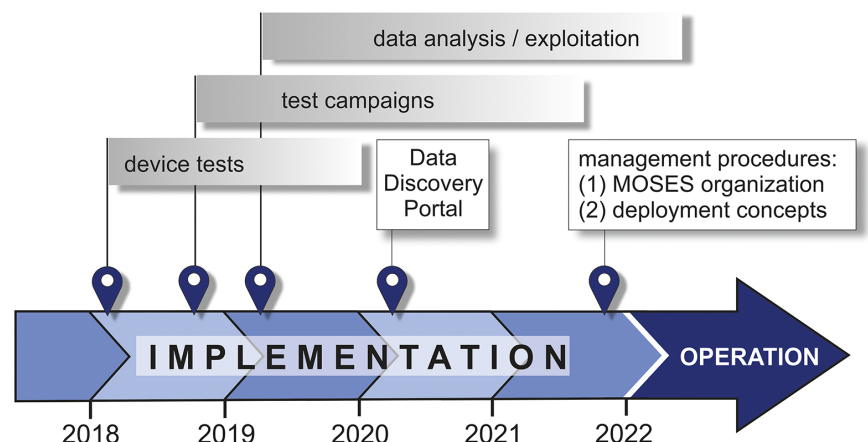 data analysis / exploitation
test campaigns
device tests
Data
Discovery
Portal
management procedures:
(1) MOSES organization
(2) deployment concepts
IMPLEMENTATION
OPERATION
2018
2019
2020
2021
2022